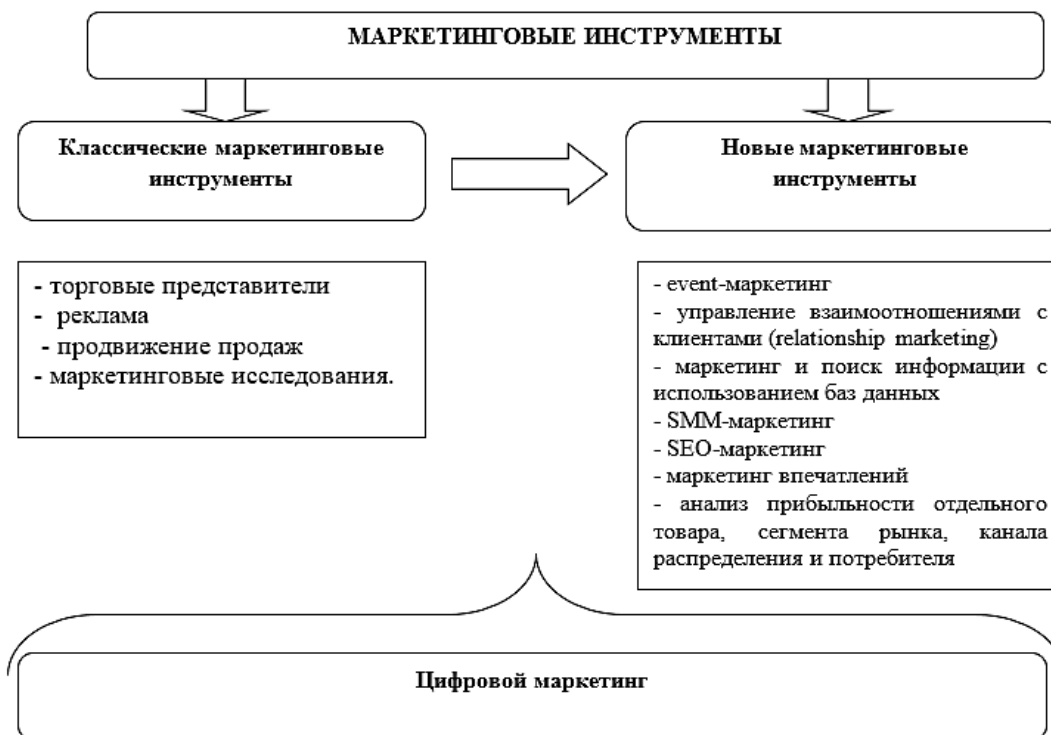 МАРКЕТИНГОВЫЕ ИНСТРУМЕНТЫ
Классические маркетинговые
инструменты
Новые маркетинговые
инструменты
- торговые представители
- реклама
- продвижение продаж
- маркетинговые исследования.
- event-маркетинг
- управление взаимоотношениями с
клиентами (relationship marketing)
- маркетинг и поиск информации с
использованием баз данных
- SMM-маркетинг
- SEO-маркетинг
- маркетинг впечатлений
- анализ прибыльности отдельного
товара, сегмента рынка, канала
распределения и потребителя
Цифровой маркетинг